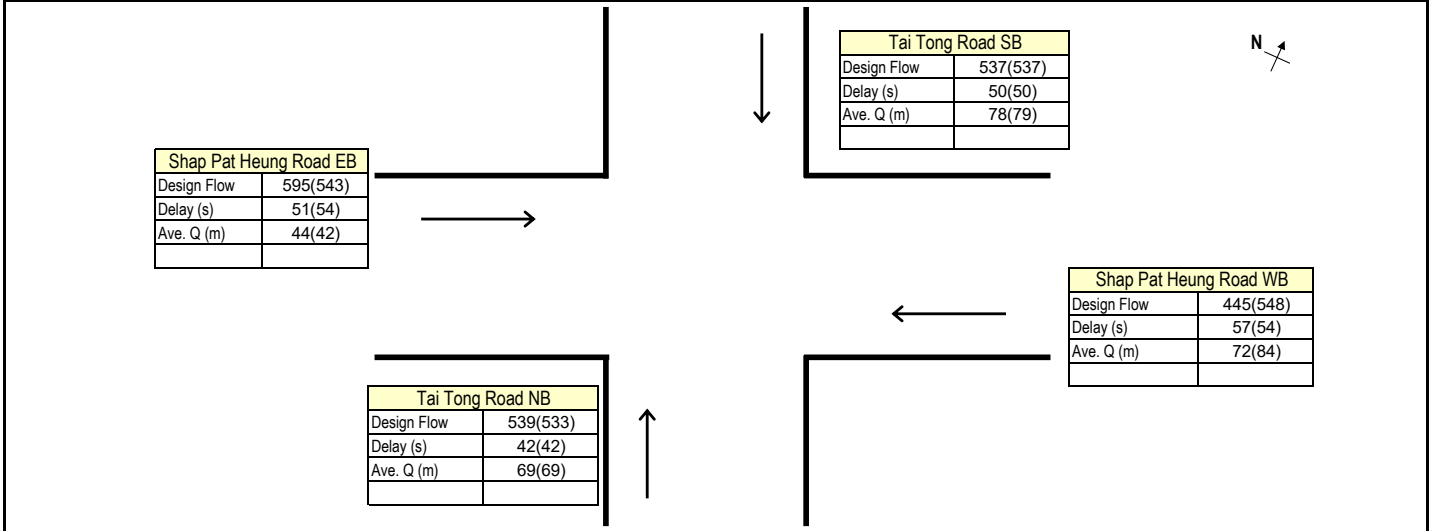 Tai Tong Road SB
Design Flow 537(537)
Delay (s) 50(50)
Ave. Q (m) 78(79)
N
Shap Pat Heung Road EB
Design Flow 595(543)
Delay (s) 51(54)
Ave. Q (m) 44(42)
Shap Pat Heung Road WB
Design Flow 445(548)
Delay (s) 57(54)
Ave. Q (m) 72(84)
Tai Tong Road NB
Design Flow 539(533)
Delay (s) 42(42)
Ave. Q (m) 69(69)